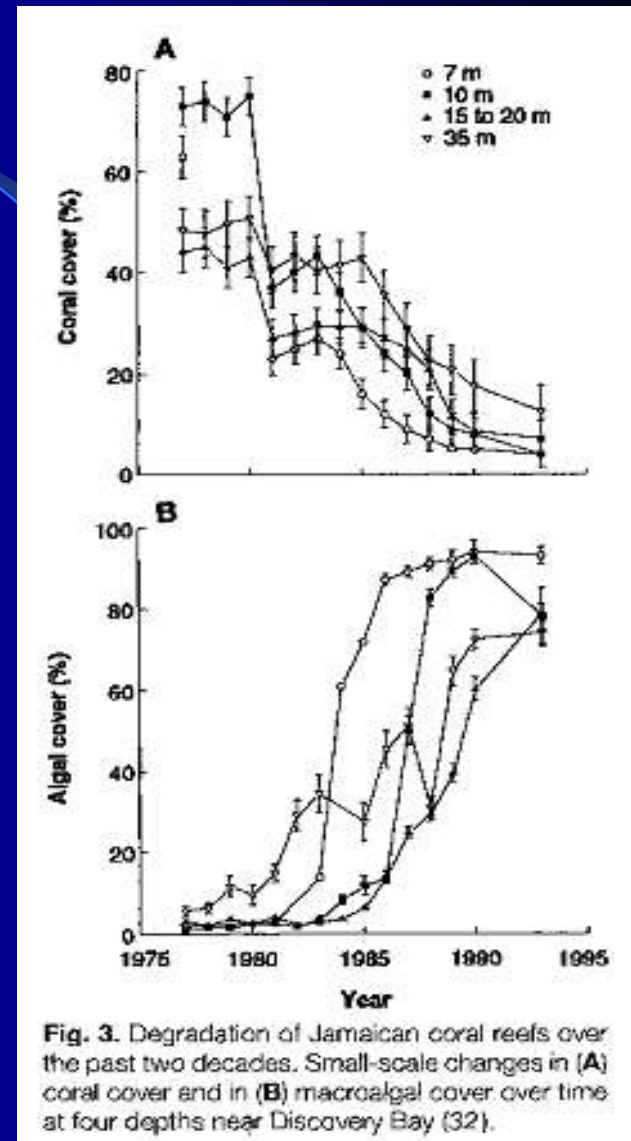 A
80
60
40
20
0
Coral cover (%)
7 m
10 m
15 to 20 m
35 m
B
100
80
60
40
20
0
Algal cover (%)
1975 1980 1985 1990 1995
Year
Fig. 3. Degradation of Jamaican coral reefs over
the past two decades. Small-scale changes in (A)
coral cover and in (B) macroalgal cover over time
at four depths near Discovery Bay (32).